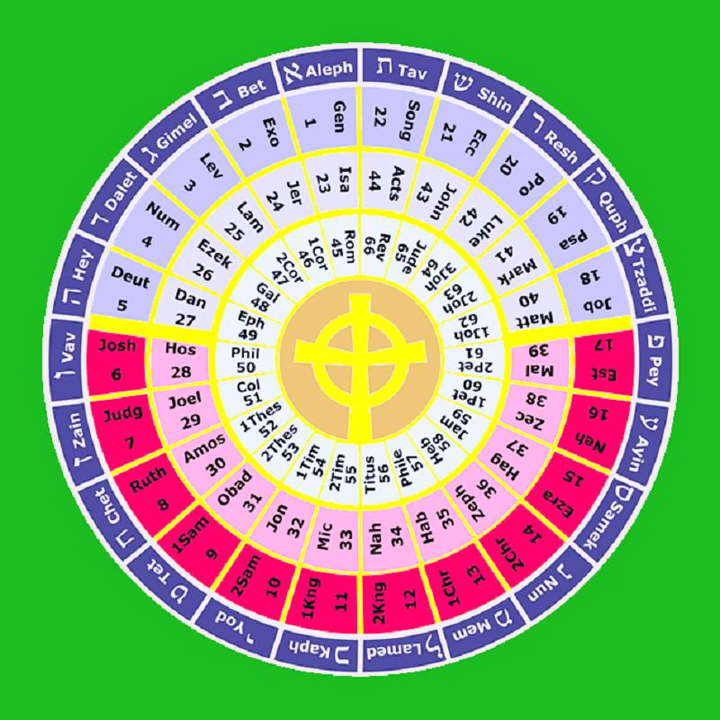 א Aleph
ב Bet
ג Gimel
ד Dalet
ה Hey
ו Vav
ז Zain
ח Chet
ט Tet
י Yod
כ Kaph
ל Lamed
מ Mem
נ Nun
ס Samek
ע Ayin
פ Pey
צ Tzaddi
ק Quph
ר Resh
ש Shin
ת Tav
Gen
1
Exo
2
Lev
3
Num
4
Deut
5
Josh
6
Judg
7
Ruth
8
1Sam
9
2Sam
10
1Kng
11
2Kng
12
1Chr
13
2Chr
14
Ezra
15
Neh
16
Est
17
Job
18
Psa
19
Pro
20
Ecc
21
Song
22
Isa
23
Jer
24
Lam
25
Ezek
26
Dan
27
Hos
28
Joel
29
Amos
30
Obad
31
Jon
32
Mic
33
Nah
34
Hab
35
Zeph
36
Hag
37
Zec
38
Mal
39
Matt
40
Mark
41
Luke
42
John
43
Acts
44
Rom
45
1Cor
46
2Cor
47
Gal
48
Eph
49
Phil
50
Col
51
1Thes
52
2Thes
53
1Tim
54
2Tim
55
Titus
56
Phile
57
Heb
58
Jam
59
1Pet
60
2Pet
61
1Joh
62
2Joh
63
3Joh
64
Jude
65
Rev
66